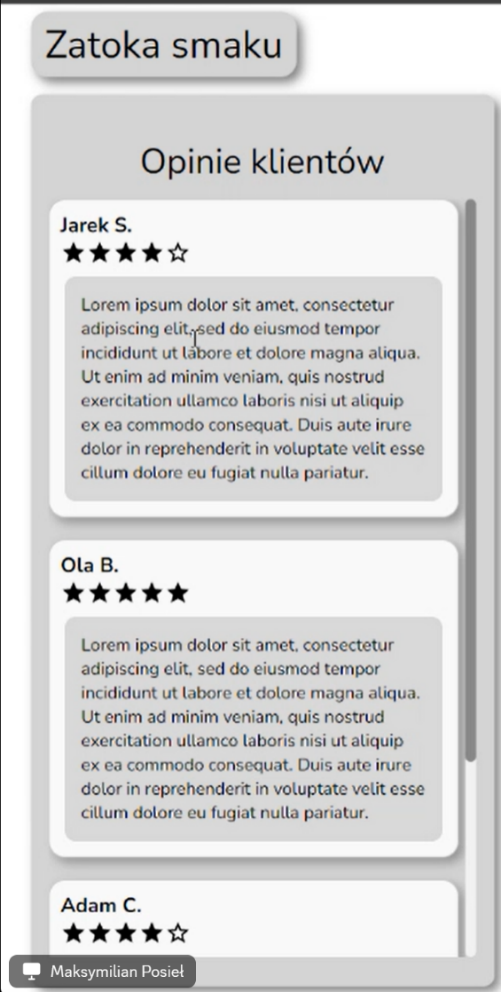 Zatoka smaku
Opinie klientów
Jarek S.
Lorem ipsum dolor sit amet, consectetur
adipiscing elit, sed do eiusmod tempor
incididunt ut labore et dolore magna aliqua.
Ut enim ad minim veniam, quis nostrud
exercitation ullamco laboris nisi ut aliquip
ex ea commodo consequat. Duis aute irure
dolor in reprehenderit in voluptate velit esse
cillum dolore eu fugiat nulla pariatur.
Ola B.
Lorem ipsum dolor sit amet, consectetur
adipiscing elit, sed do eiusmod tempor
incididunt ut labore et dolore magna aliqua.
Ut enim ad minim veniam, quis nostrud
exercitation ullamco laboris nisi ut aliquip
ex ea commodo consequat. Duis aute irure
dolor in reprehenderit in voluptate velit esse
cillum dolore eu fugiat nulla pariatur.
Adam C.
Maksymilian Posieł